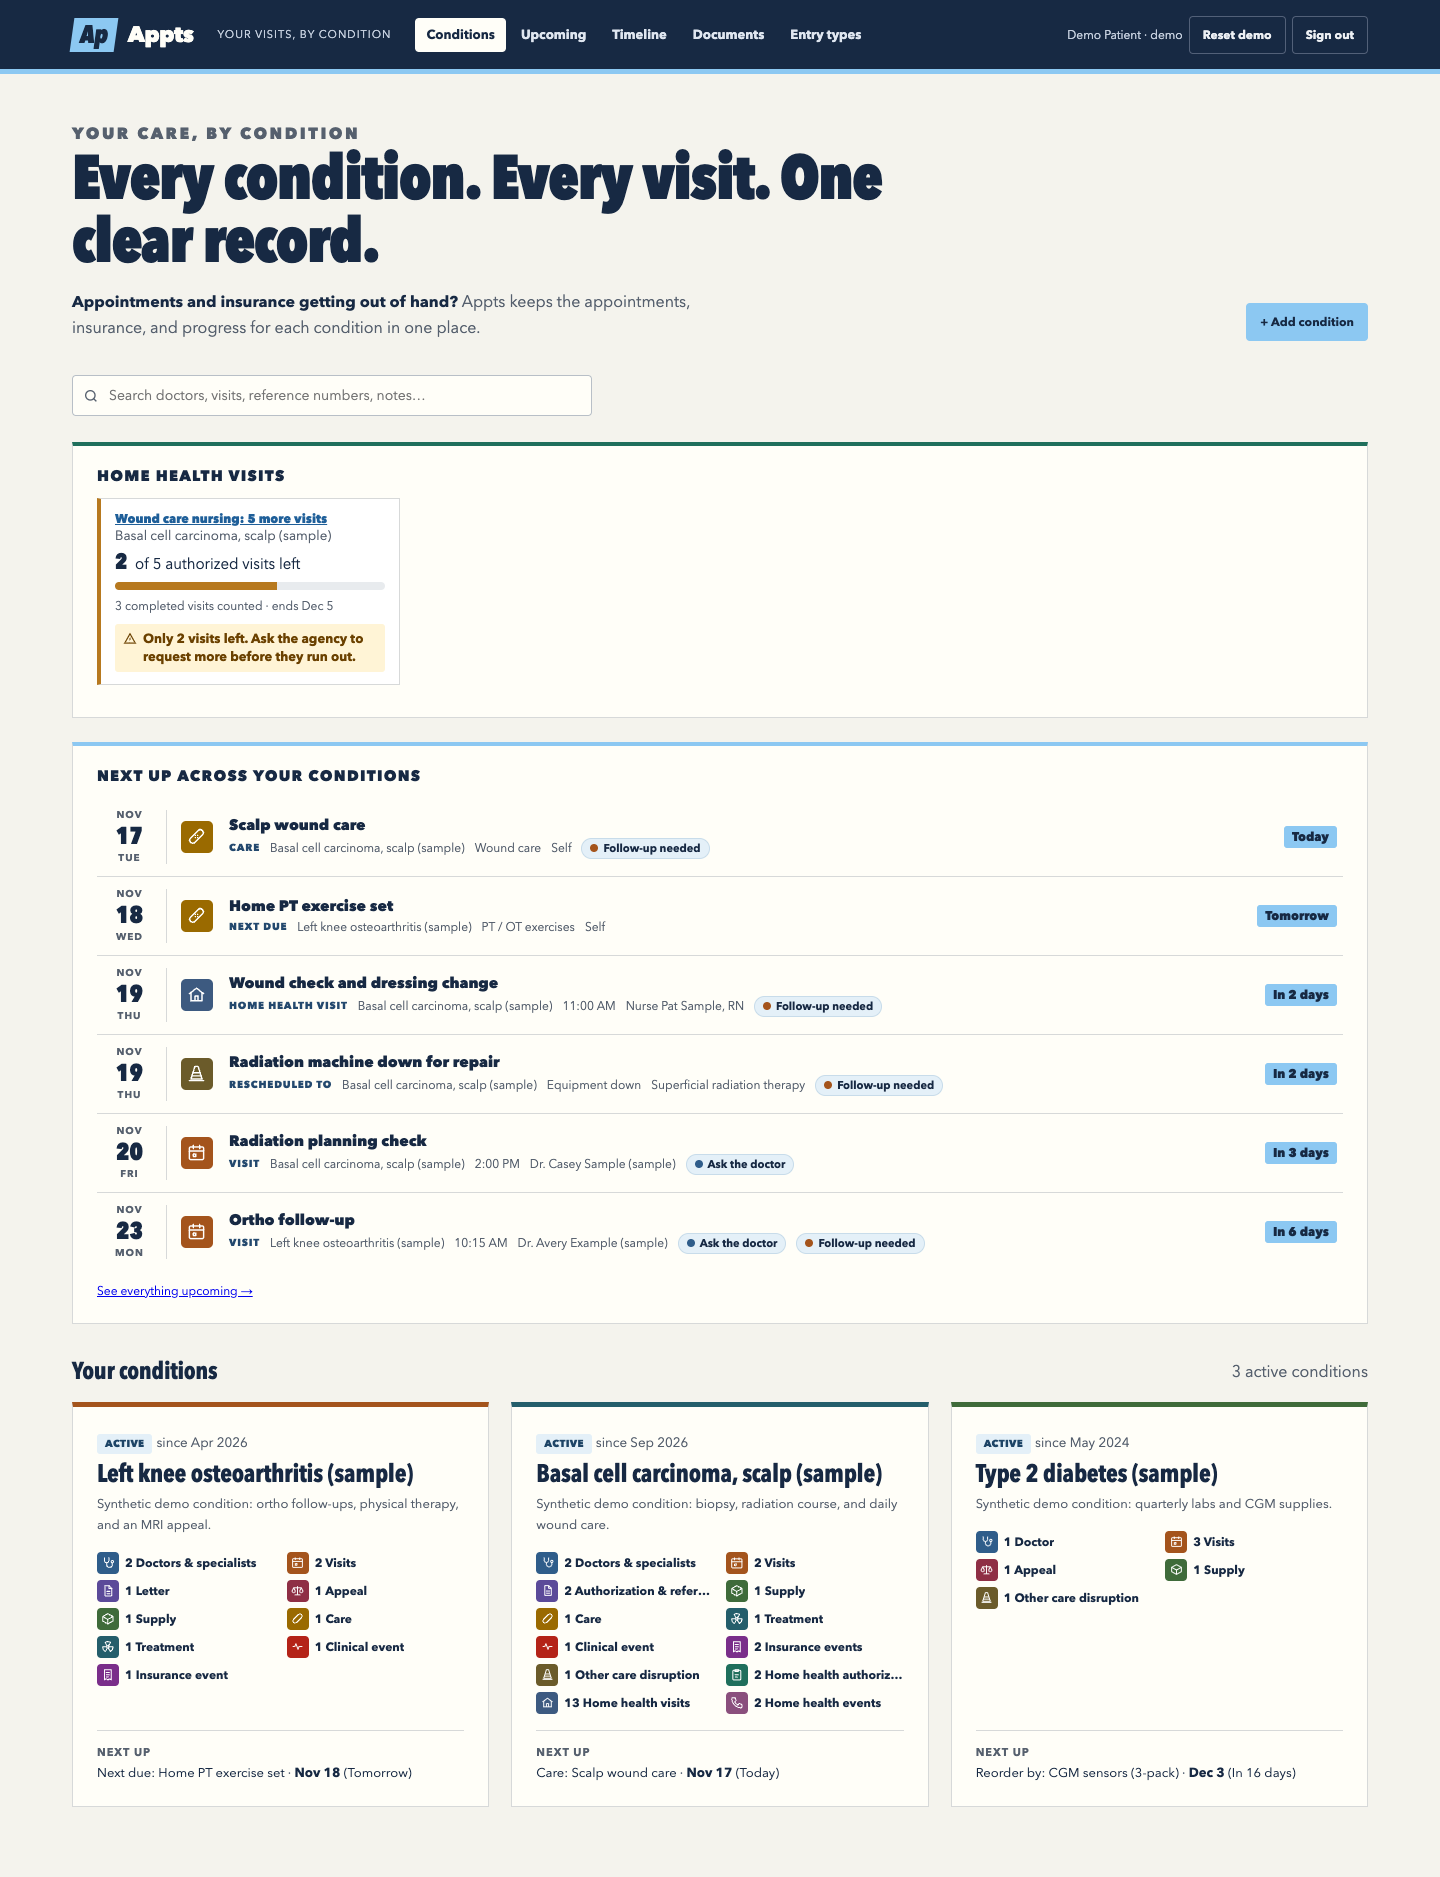 Ap Appts YOUR VISITS, BY CONDITION Conditions Upcoming Timeline Documents Entry types Demo Patient · demo Reset demo Sign out
YOUR CARE, BY CONDITION
Every condition. Every visit. One
clear record.
Appointments and insurance getting out of hand? Appts keeps the appointments,
insurance, and progress for each condition in one place.
+ Add condition
Search doctors, visits, reference numbers, notes…
HOME HEALTH VISITS
Wound care nursing: 5 more visits
Basal cell carcinoma, scalp (sample)
2 of 5 authorized visits left
3 completed visits counted · ends Dec 5
Only 2 visits left. Ask the agency to
request more before they run out.
NEXT UP ACROSS YOUR CONDITIONS
NOV
17
TUE
Scalp wound care
CARE Basal cell carcinoma, scalp (sample) Wound care Self Follow-up needed
Today
NOV
18
WED
Home PT exercise set
NEXT DUE Left knee osteoarthritis (sample) PT / OT exercises Self
Tomorrow
NOV
19
THU
Wound check and dressing change
HOME HEALTH VISIT Basal cell carcinoma, scalp (sample) 11:00 AM Nurse Pat Sample, RN Follow-up needed
In 2 days
NOV
19
THU
Radiation machine down for repair
RESCHEDULED TO Basal cell carcinoma, scalp (sample) Equipment down Superficial radiation therapy Follow-up needed
In 2 days
NOV
20
FRI
Radiation planning check
VISIT Basal cell carcinoma, scalp (sample) 2:00 PM Dr. Casey Sample (sample) Ask the doctor
In 3 days
NOV
23
MON
Ortho follow-up
VISIT Left knee osteoarthritis (sample) 10:15 AM Dr. Avery Example (sample) Ask the doctor Follow-up needed
In 6 days
See everything upcoming →
Your conditions
3 active conditions
ACTIVE since Apr 2026
Left knee osteoarthritis (sample)
Synthetic demo condition: ortho follow-ups, physical therapy,
and an MRI appeal.
2 Doctors & specialists 2 Visits
1 Letter 1 Appeal
1 Supply 1 Care
1 Treatment 1 Clinical event
1 Insurance event
NEXT UP
Next due: Home PT exercise set · Nov 18 (Tomorrow)
ACTIVE since Sep 2026
Basal cell carcinoma, scalp (sample)
Synthetic demo condition: biopsy, radiation course, and daily
wound care.
2 Doctors & specialists 2 Visits
2 Authorization & refer… 1 Supply
1 Care 1 Treatment
1 Clinical event 2 Insurance events
1 Other care disruption 2 Home health authoriz…
13 Home health visits 2 Home health events
NEXT UP
Care: Scalp wound care · Nov 17 (Today)
ACTIVE since May 2024
Type 2 diabetes (sample)
Synthetic demo condition: quarterly labs and CGM supplies.
1 Doctor 3 Visits
1 Appeal 1 Supply
1 Other care disruption
NEXT UP
Reorder by: CGM sensors (3-pack) · Dec 3 (In 16 days)